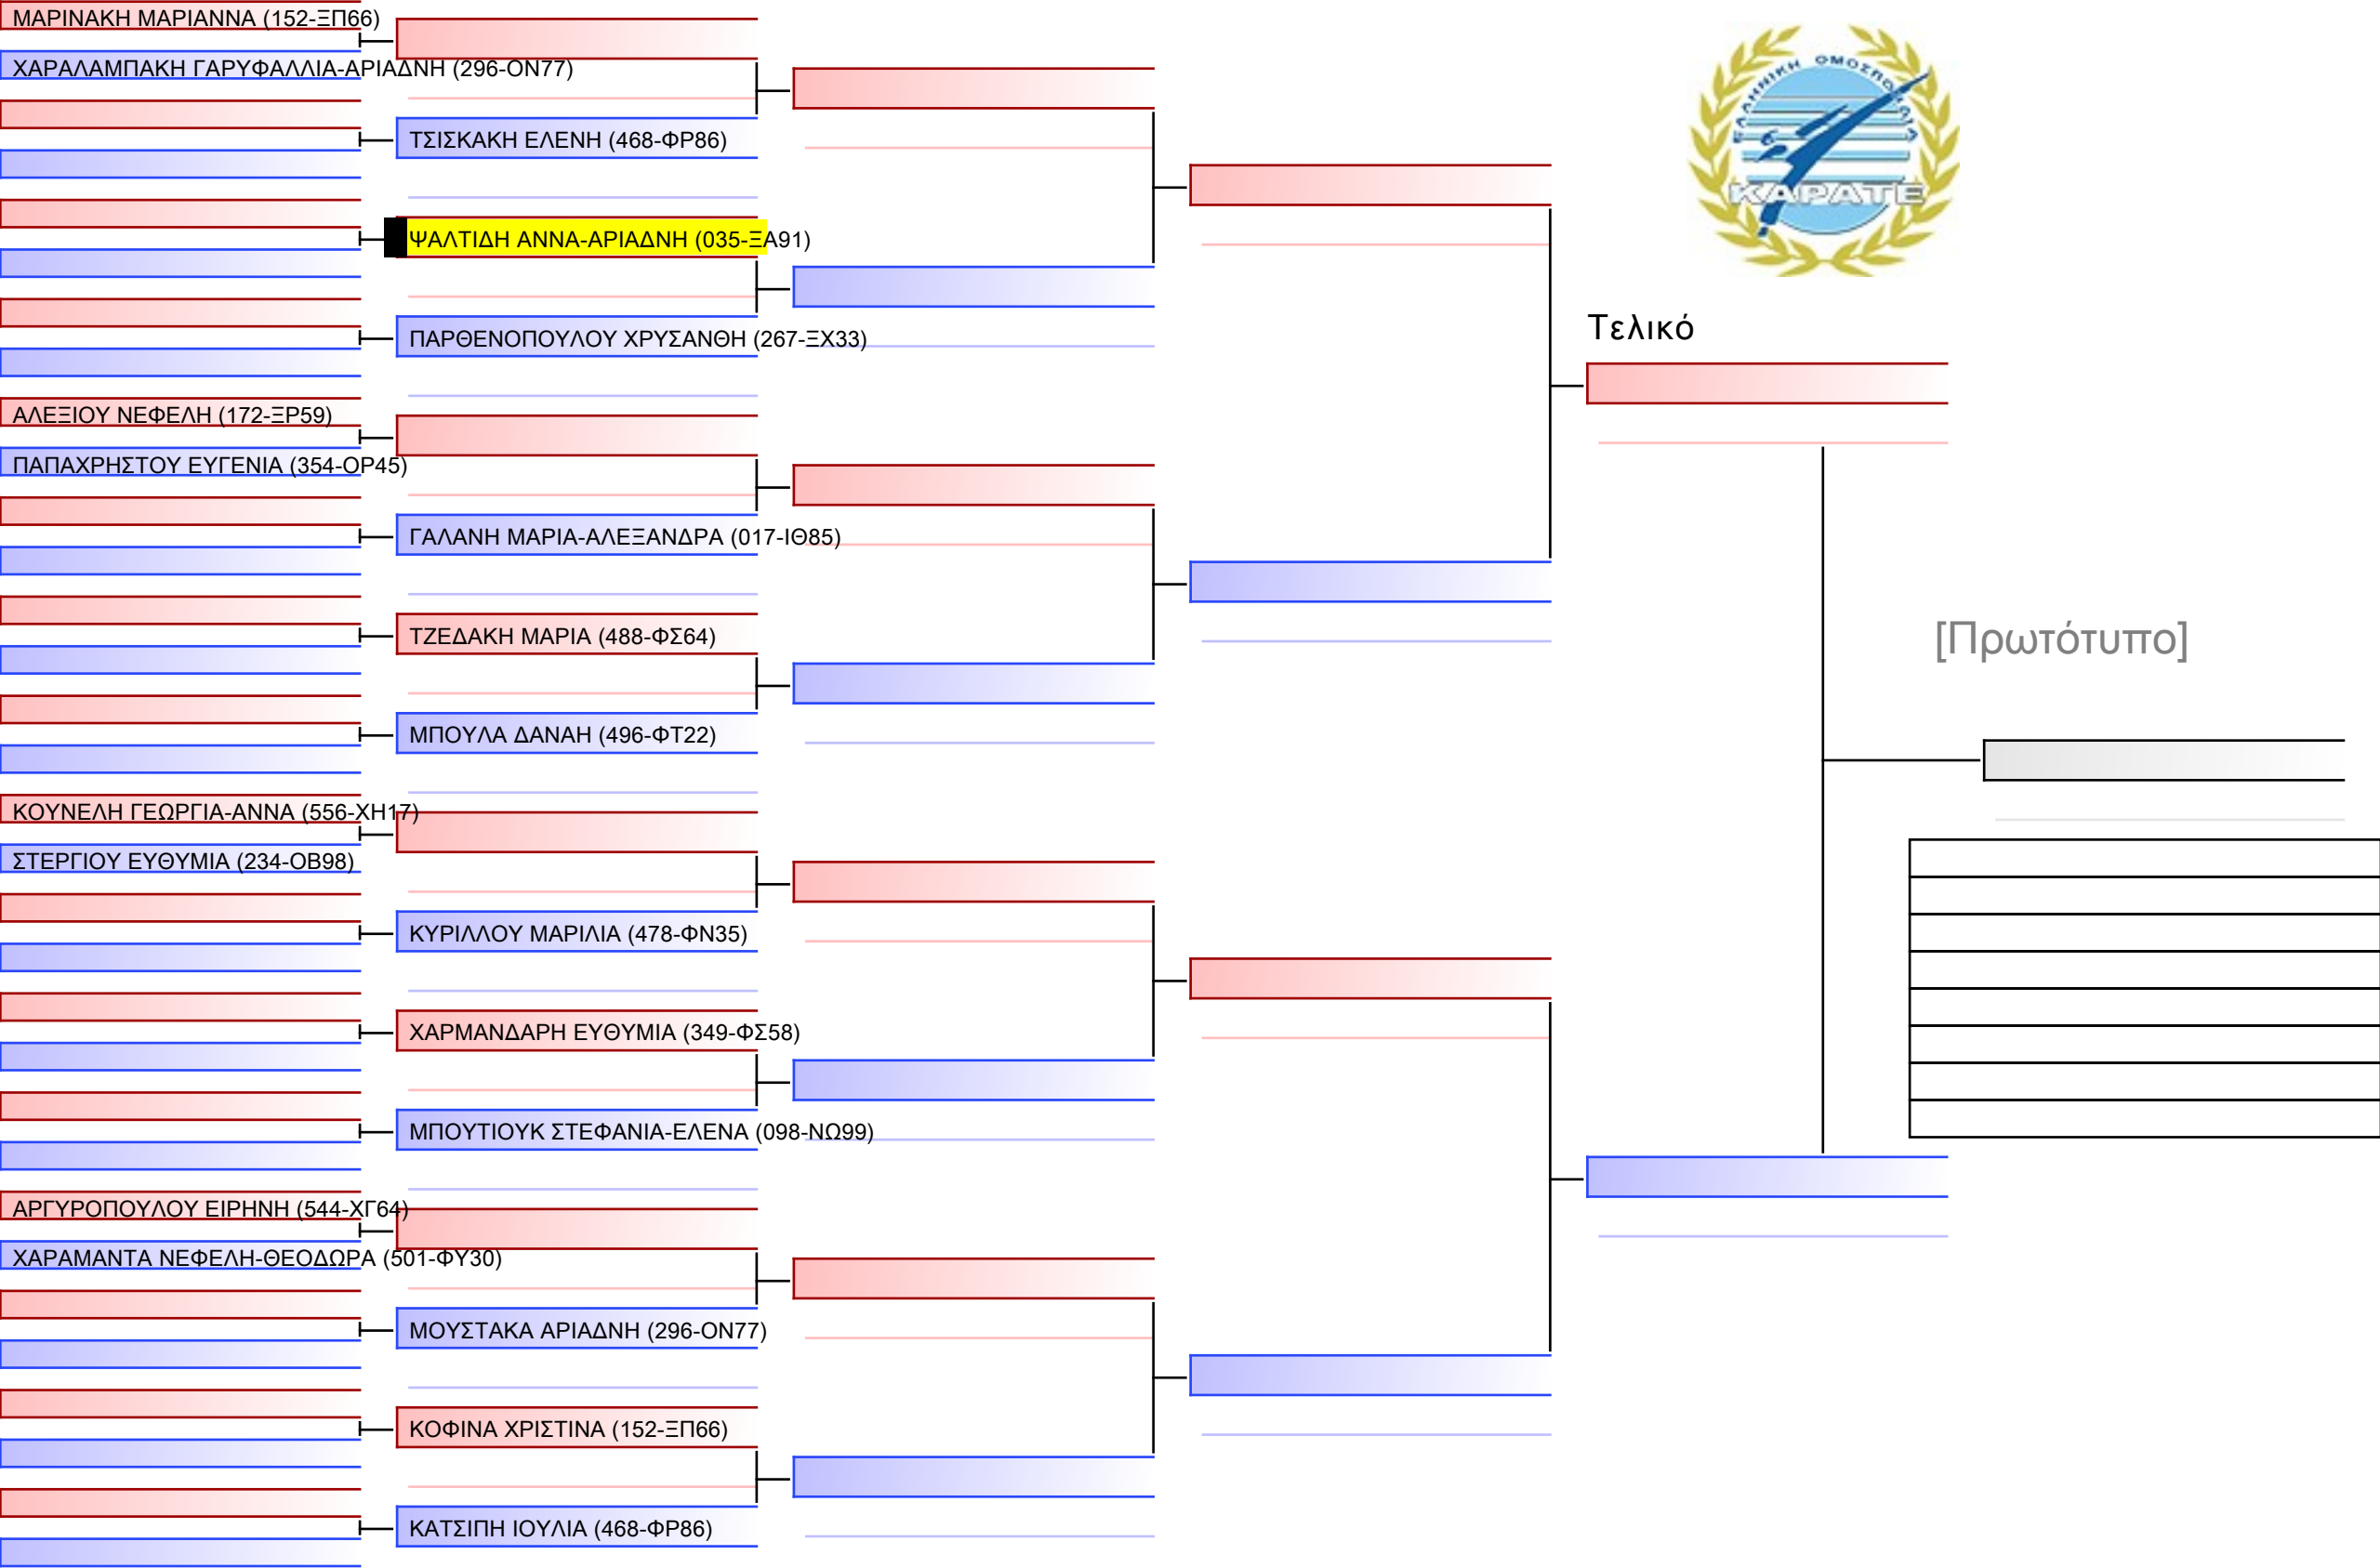 ΜΑΡΙΝΑΚΗ ΜΑΡΙΑΝΝΑ (152-ΞΠ66)
ΧΑΡΑΛΑΜΠΑΚΗ ΓΑΡΥΦΑΛΛΙΑ-ΑΡΙΑΔΝΗ (296-ΟΝ77)
ΤΣΙΣΚΑΚΗ ΕΛΕΝΗ (468-ΦΡ86)
ΨΑΛΤΙΔΗ ΑΝΝΑ-ΑΡΙΑΔΝΗ (035-ΞΑ91)
ΠΑΡΘΕΝΟΠΟΥΛΟΥ ΧΡΥΣΑΝΘΗ (267-ΞΧ33)
ΑΛΕΞΙΟΥ ΝΕΦΕΛΗ (172-ΞΡ59)
ΠΑΠΑΧΡΗΣΤΟΥ ΕΥΓΕΝΙΑ (354-ΟΡ45)
ΓΑΛΑΝΗ ΜΑΡΙΑ-ΑΛΕΞΑΝΔΡΑ (017-ΙΘ85)
ΤΖΕΔΑΚΗ ΜΑΡΙΑ (488-ΦΣ64)
ΜΠΟΥΛΑ ΔΑΝΑΗ (496-ΦΤ22)
ΚΟΥΝΕΛΗ ΓΕΩΡΓΙΑ-ΑΝΝΑ (556-ΧΗ17)
ΣΤΕΡΓΙΟΥ ΕΥΘΥΜΙΑ (234-ΟΒ98)
ΚΥΡΙΛΛΟΥ ΜΑΡΙΛΙΑ (478-ΦΝ35)
ΧΑΡΜΑΝΔΑΡΗ ΕΥΘΥΜΙΑ (349-ΦΣ58)
ΜΠΟΥΤΙΟΥΚ ΣΤΕΦΑΝΙΑ-ΕΛΕΝΑ (098-ΝΩ99)
ΑΡΓΥΡΟΠΟΥΛΟΥ ΕΙΡΗΝΗ (544-ΧΓ64)
ΧΑΡΑΜΑΝΤΑ ΝΕΦΕΛΗ-ΘΕΟΔΩΡΑ (501-ΦΥ30)
ΜΟΥΣΤΑΚΑ ΑΡΙΑΔΝΗ (296-ΟΝ77)
ΚΟΦΙΝΑ ΧΡΙΣΤΙΝΑ (152-ΞΠ66)
ΚΑΤΣΙΠΗ ΙΟΥΛΙΑ (468-ΦΡ86)
ΕΛΛΗΝΙΚΗ ΟΜΟΣΠΟΝΔΙΑ
ΚΑΡΑΤΕ
Τελικό
[Πρωτότυπο]